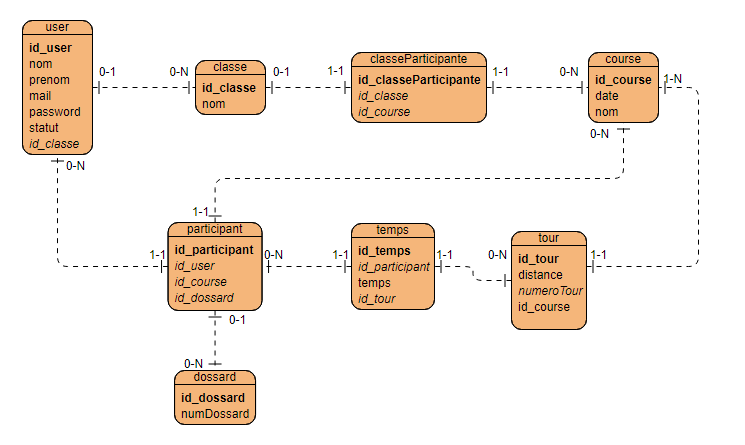 user
id_user
nom
prenom
mail
password
statut
id_classe
0-1
0-N
classe
id_classe
nom
0-1
1-1
classeParticipante
id_classeParticipante
id_classe
id_course
1-1
0-N
course
id_course
date
nom
1-N
0-N
0-N
1-1
1-1
participant
id_participant
id_user
id_course
id_dossard
0-N
1-1
temps
id_temps
id_participant
temps
id_tour
1-1
0-N
tour
id_tour
distance
numeroTour
id_course
1-1
0-1
0-N
dossard
id_dossard
numDossard